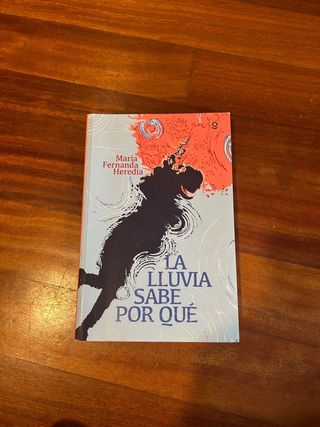 María
Fernanda
Heredia
LA
LLUVIA
SABE
POR QUÉ